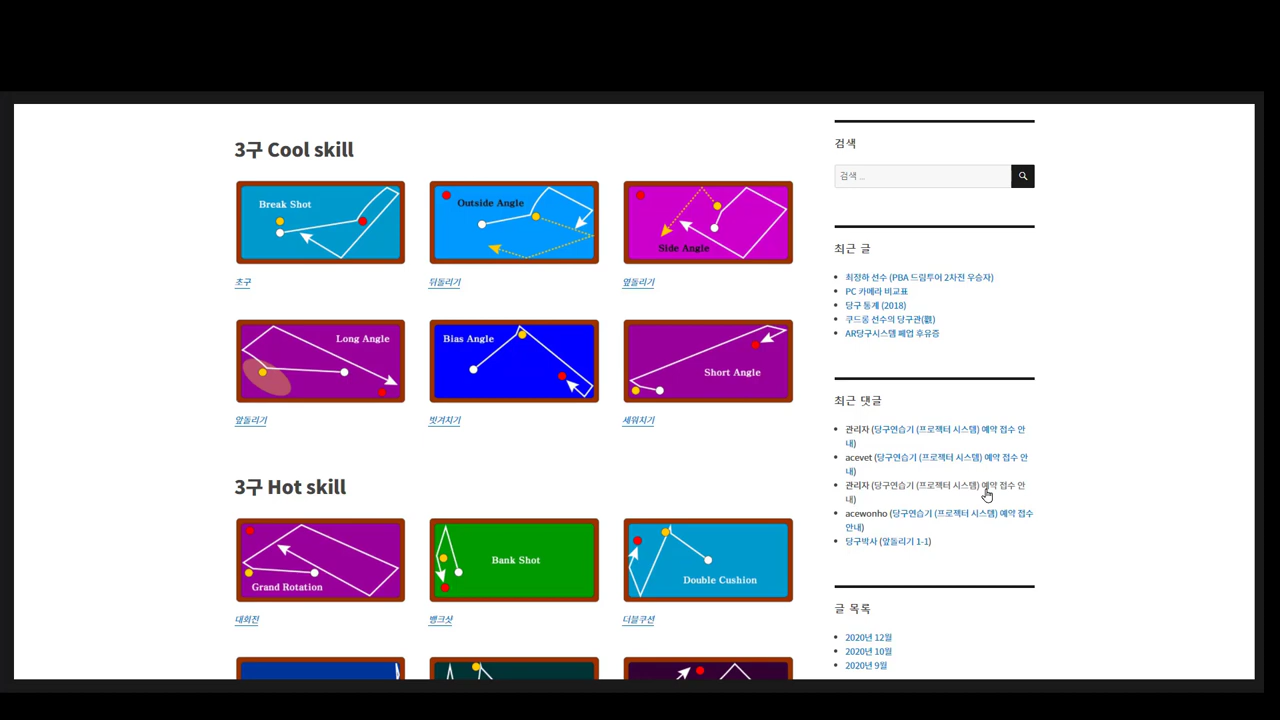 3구 Cool skill
Break Shot
Outside Angle
Side Angle
초구
뒤돌리기
옆돌리기
Long Angle
Bias Angle
Short Angle
앞돌리기
빗겨치기
세워치기
3구 Hot skill
Grand Rotation
Bank Shot
Double Cushion
대회전
뱅크샷
더블쿠션
검색
검색 ...
최근 글
최정하 선수 (PBA 드림투어 2차전 우승자)
PC 카메라 비교표
당구 통계 (2018)
쿠드롱 선수의 당구관(觀)
AR당구시스템 폐업 후유증
최근 댓글
관리자 (당구연습기 (프로젝터 시스템) 예약 접수 안
내)
acevet (당구연습기 (프로젝터 시스템) 예약 접수 안
내)
관리자 (당구연습기 (프로젝터 시스템) 예약 접수 안
내)
acewonho (당구연습기 (프로젝터 시스템) 예약 접수
안내)
당구박사 (앞돌리기 1-1)
글 목록
2020년 12월
2020년 10월
2020년 9월